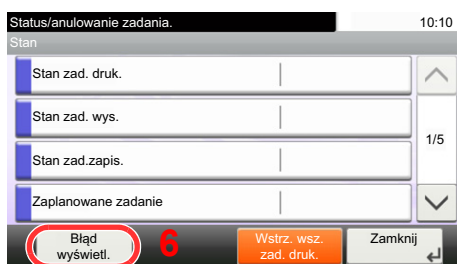 Status/anulowanie zadania.
10:10
Stan
Stan zad. druk.
Stan zad. wys.
Stan zad.zapis.
Zaplanowane zadanie
1/5
Błąd
wyświetl.
6
Wstrz. wsz.
zad. druk.
Zamknij